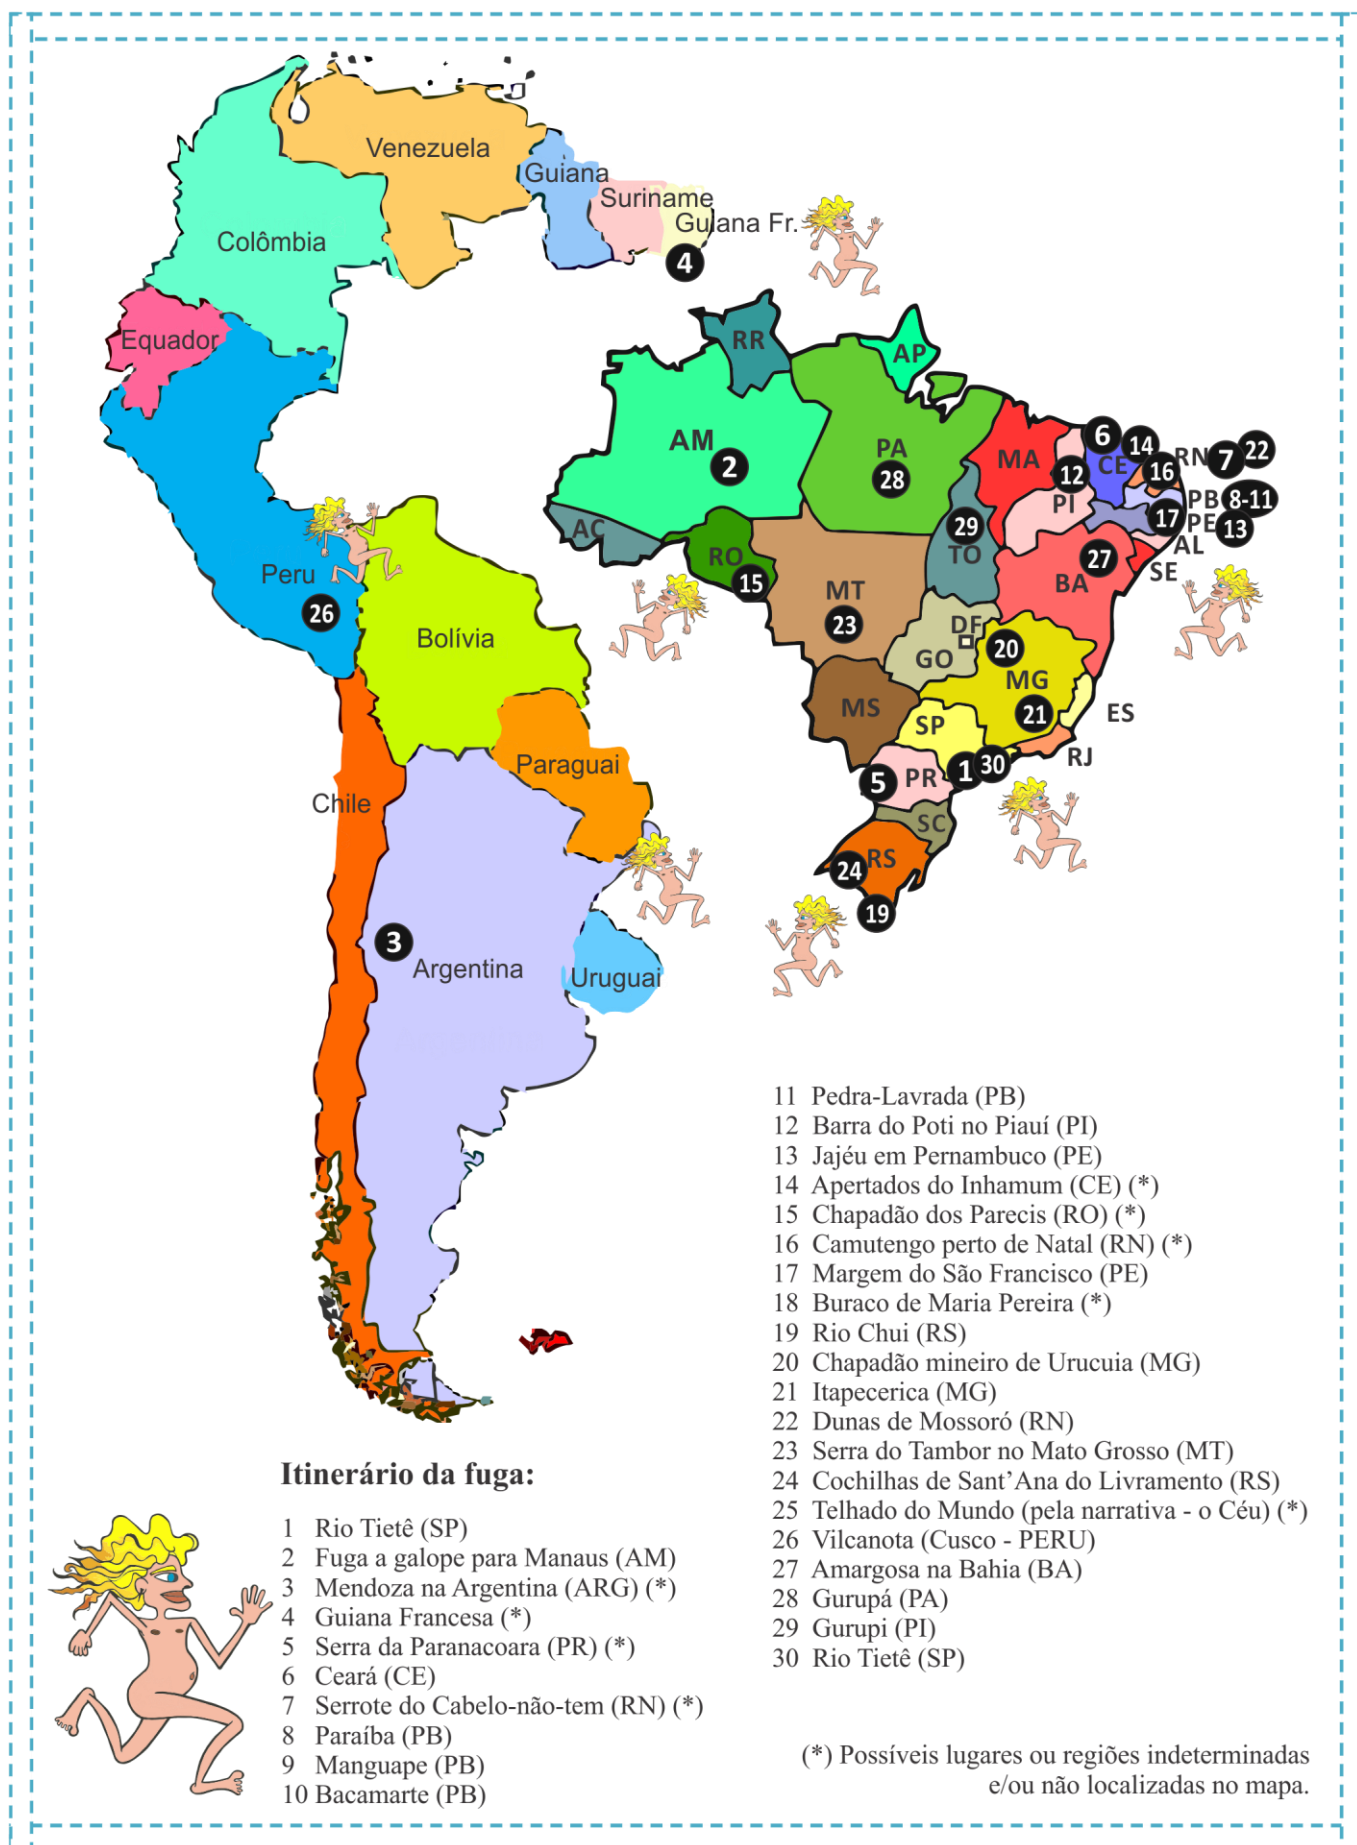 Venezuela
Guiana
Suriname
Guiana Fr.
Colômbia
4
Equador
RR
AP
AM
2
PA
28
MA
6
14
CE
RN
7
22
12
16
PI
PB
8-11
17
PE
13
AL
AC
29
TO
RO
15
27
BA
SE
Peru
26
MT
23
Bolívia
DF
20
GO
MG
21
MS
SP
ES
RJ
Paraguai
5
PR
1
30
Chile
SC
24
RS
19
3
Argentina
Uruguai
Itinerário da fuga:
1 Rio Tietê (SP)
2 Fuga a galope para Manaus (AM)
3 Mendoza na Argentina (ARG) (*)
4 Guiana Francesa (*)
5 Serra da Paranacoara (PR) (*)
6 Ceará (CE)
7 Serrote do Cabelo-não-tem (RN) (*)
8 Paraíba (PB)
9 Manguape (PB)
10 Bacamarte (PB)
11 Pedra-Lavrada (PB)
12 Barra do Poti no Piauí (PI)
13 Jajéu em Pernambuco (PE)
14 Apertados do Inhamum (CE) (*)
15 Chapadão dos Parecis (RO) (*)
16 Camutengo perto de Natal (RN) (*)
17 Margem do São Francisco (PE)
18 Buraco de Maria Pereira (*)
19 Rio Chui (RS)
20 Chapadão mineiro de Urucuia (MG)
21 Itapecerica (MG)
22 Dunas de Mossoró (RN)
23 Serra do Tambor no Mato Grosso (MT)
24 Cochilhas de Sant’Ana do Livramento (RS)
25 Telhado do Mundo (pela narrativa - o Céu) (*)
26 Vilcanota (Cusco - PERU)
27 Amargosa na Bahia (BA)
28 Gurupá (PA)
29 Gurupi (PI)
30 Rio Tietê (SP)
(*) Possíveis lugares ou regiões indeterminadas
e/ou não localizadas no mapa.